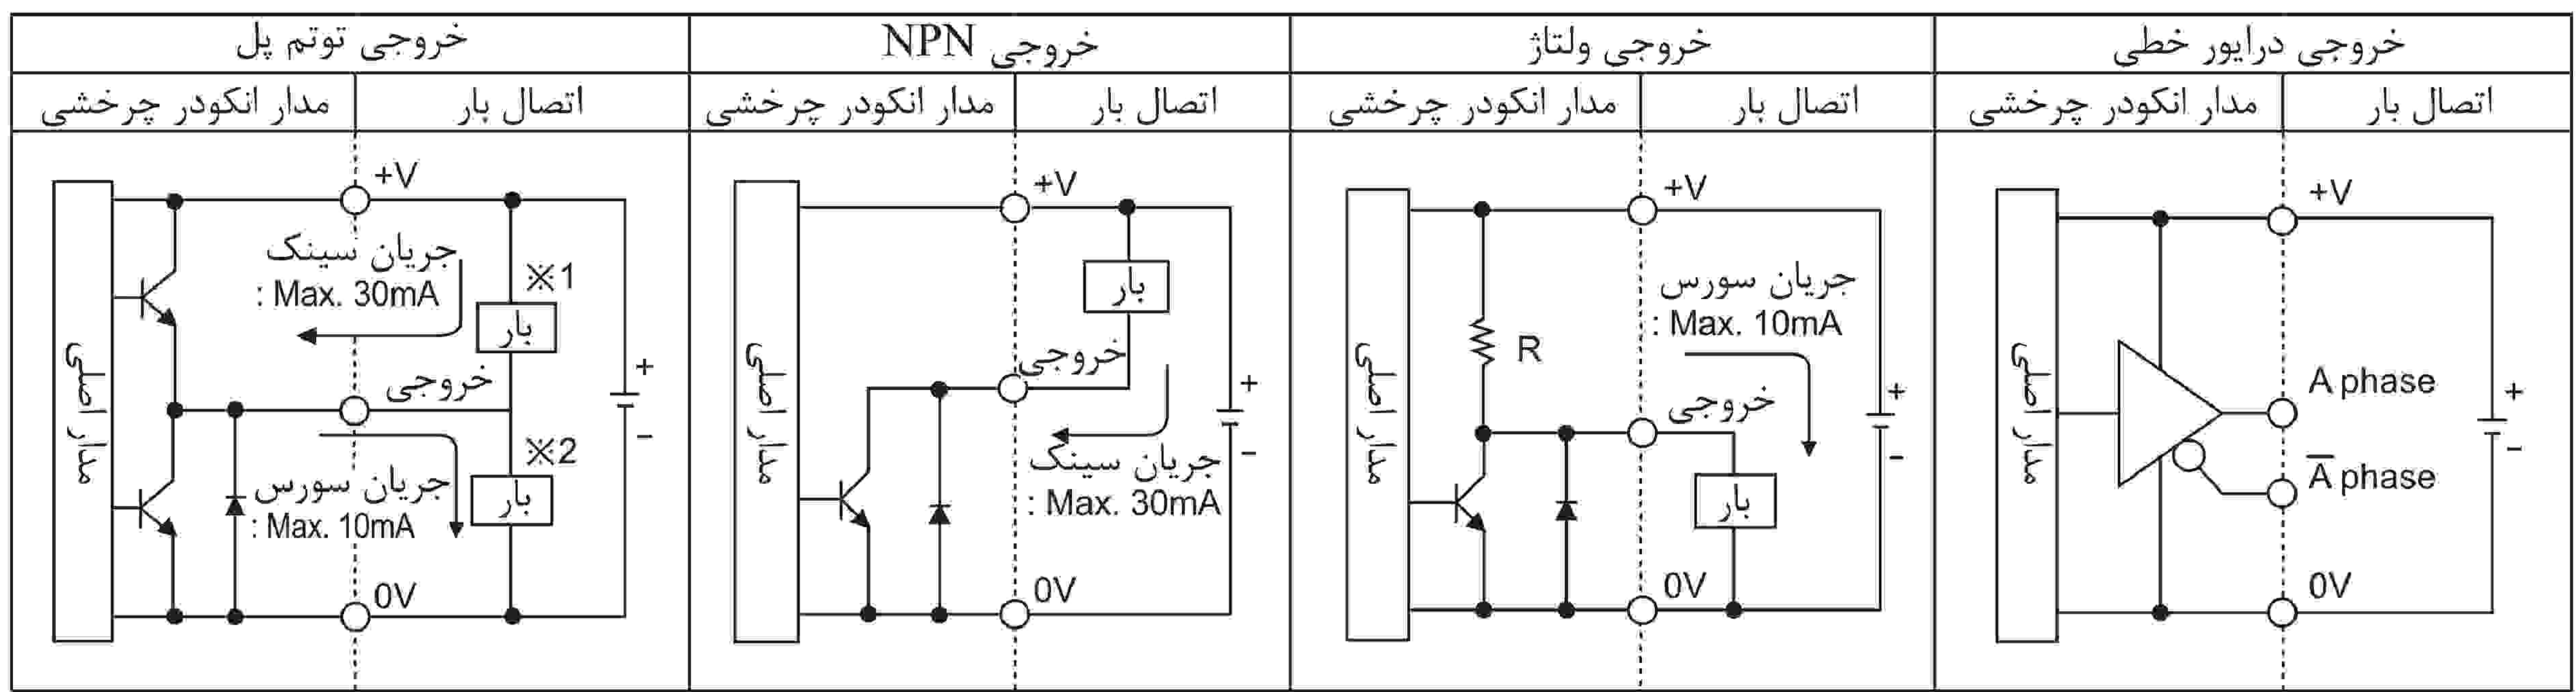 خروجی توتم پل
مدار انکودر چرخشی
اتصال بار
+V
جریان سینک
: Max. 30mA
※1
بار
خروجی
+
-
※2
بار
جریان سورس
: Max. 10mA
0V
مدار اصلی
خروجی NPN
مدار انکودر چرخشی
اتصال بار
+V
بار
خروجی
+
-
جریان سینک
: Max. 30mA
0V
مدار اصلی
خروجی ولتاژ
مدار انکودر چرخشی
اتصال بار
+V
جریان سورس
: Max. 10mA
R
خروجی
+
-
بار
0V
مدار اصلی
خروجی درایور خطی
مدار انکودر چرخشی
اتصال بار
+V
A phase
+
-
A̅ phase
0V
مدار اصلی